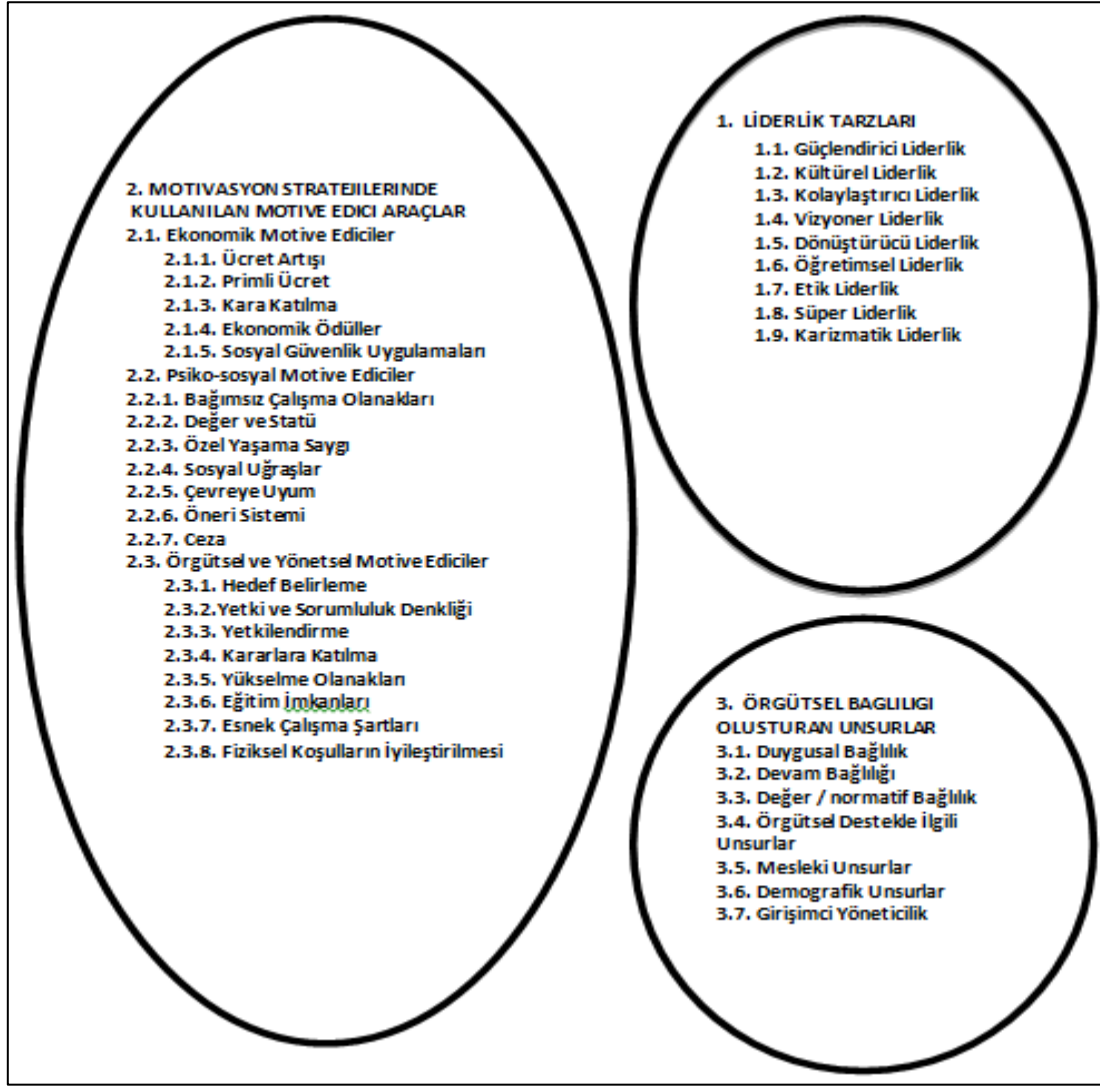 1. LİDERLİK TARZLARI
1.1. Güçlendirici Liderlik
1.2. Kültürel Liderlik
1.3. Kolaylaştırıcı Liderlik
1.4. Vizyoner Liderlik
1.5. Dönüştürücü Liderlik
1.6. Öğretimsel Liderlik
1.7. Etik Liderlik
1.8. Süper Liderlik
1.9. Karizmatik Liderlik
2. MOTIVASYON STRATEJILERINDE
KULLANILAN MOTIVE EDICI ARAÇLAR
2.1. Ekonomik Motive Ediciler
2.1.1. Ücret Artışı
2.1.2. Primli Ücret
2.1.3. Kara Katılma
2.1.4. Ekonomik Ödüller
2.1.5. Sosyal Güvenlik Uygulamaları
2.2. Psiko-sosyal Motive Ediciler
2.2.1. Bağımsız Çalışma Olanakları
2.2.2. Değer ve Statü
2.2.3. Özel Yaşama Saygı
2.2.4. Sosyal Uğraşlar
2.2.5. Çevreye Uyum
2.2.6. Öneri Sistemi
2.2.7. Ceza
2.3. Örgütsel ve Yönetsel Motive Ediciler
2.3.1. Hedef Belirleme
2.3.2.Yetki ve Sorumluluk Denkliği
2.3.3. Yetkilendirme
2.3.4. Kararlara Katılma
2.3.5. Yükselme Olanakları
2.3.6. Eğitim İmkanları
2.3.7. Esnek Çalışma Şartları
2.3.8. Fiziksel Koşulların İyileştirilmesi
3. ÖRGÜTSEL BAGLILIGI
OLUSTURAN UNSURLAR
3.1. Duygusal Bağlılık
3.2. Devam Bağlılığı
3.3. Değer / normatif Bağlılık
3.4. Örgütsel Destekle İlgili
Unsurlar
3.5. Mesleki Unsurlar
3.6. Demografik Unsurlar
3.7. Girişimci Yöneticilik